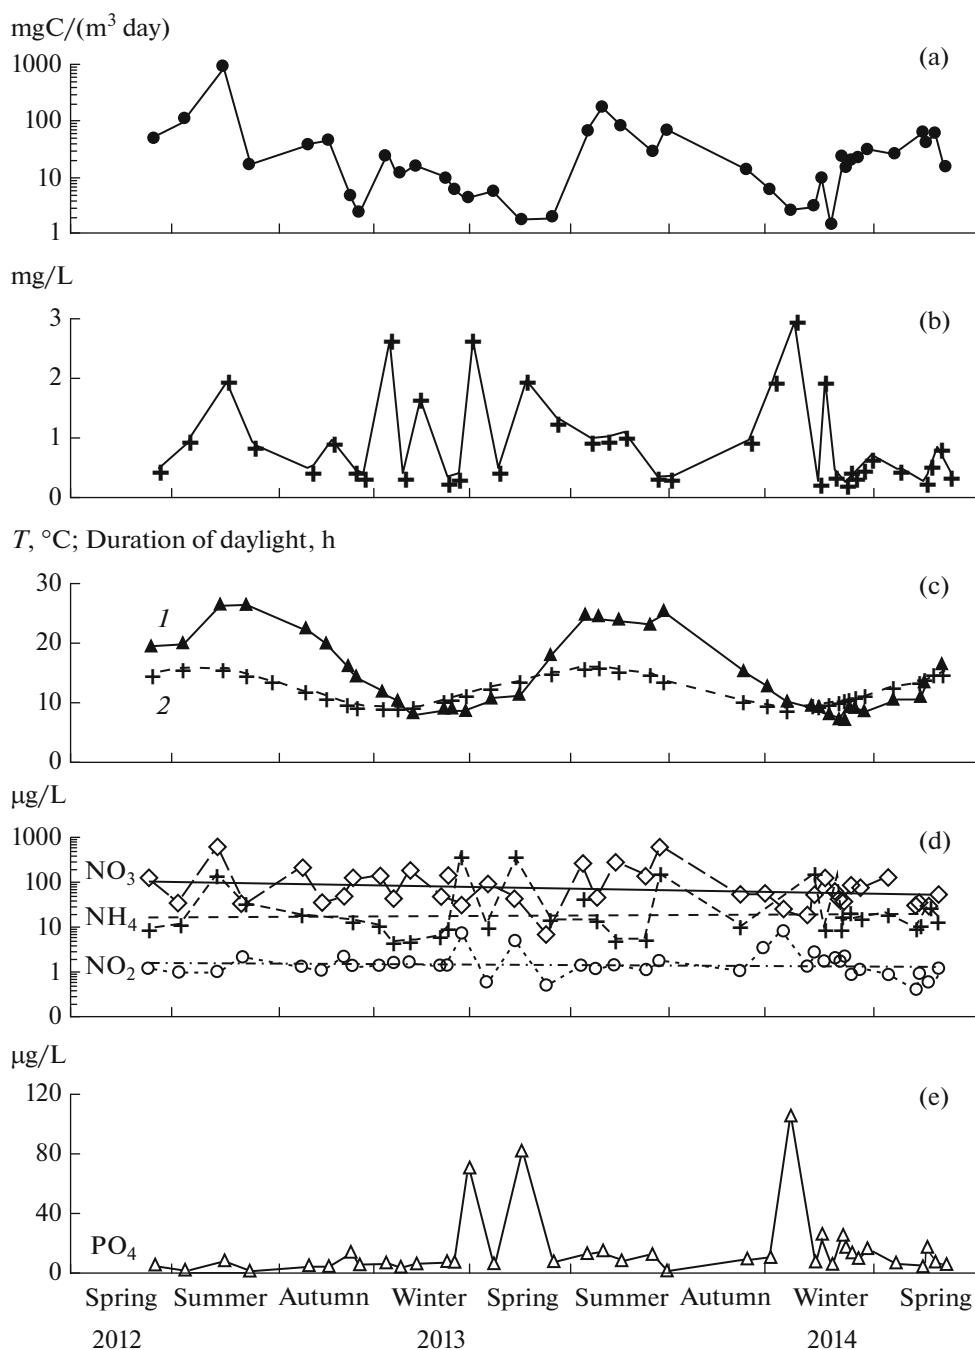 mgC/(m³ day)
(a)
1000
100
10
1
mg/L
(b)
3
2
1
0
T, °C; Duration of daylight, h
(c)
30
1
20
2
10
0
µg/L
(d)
1000
NO₃
100
NH₄
10
NO₂
1
0
µg/L
(e)
120
80
40
PO₄
0
Spring Summer Autumn Winter Spring Summer Autumn Winter Spring
2012 2013 2014